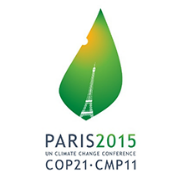 PARIS2015
UN CLIMATE CHANGE CONFERENCE
COP21·CMP11